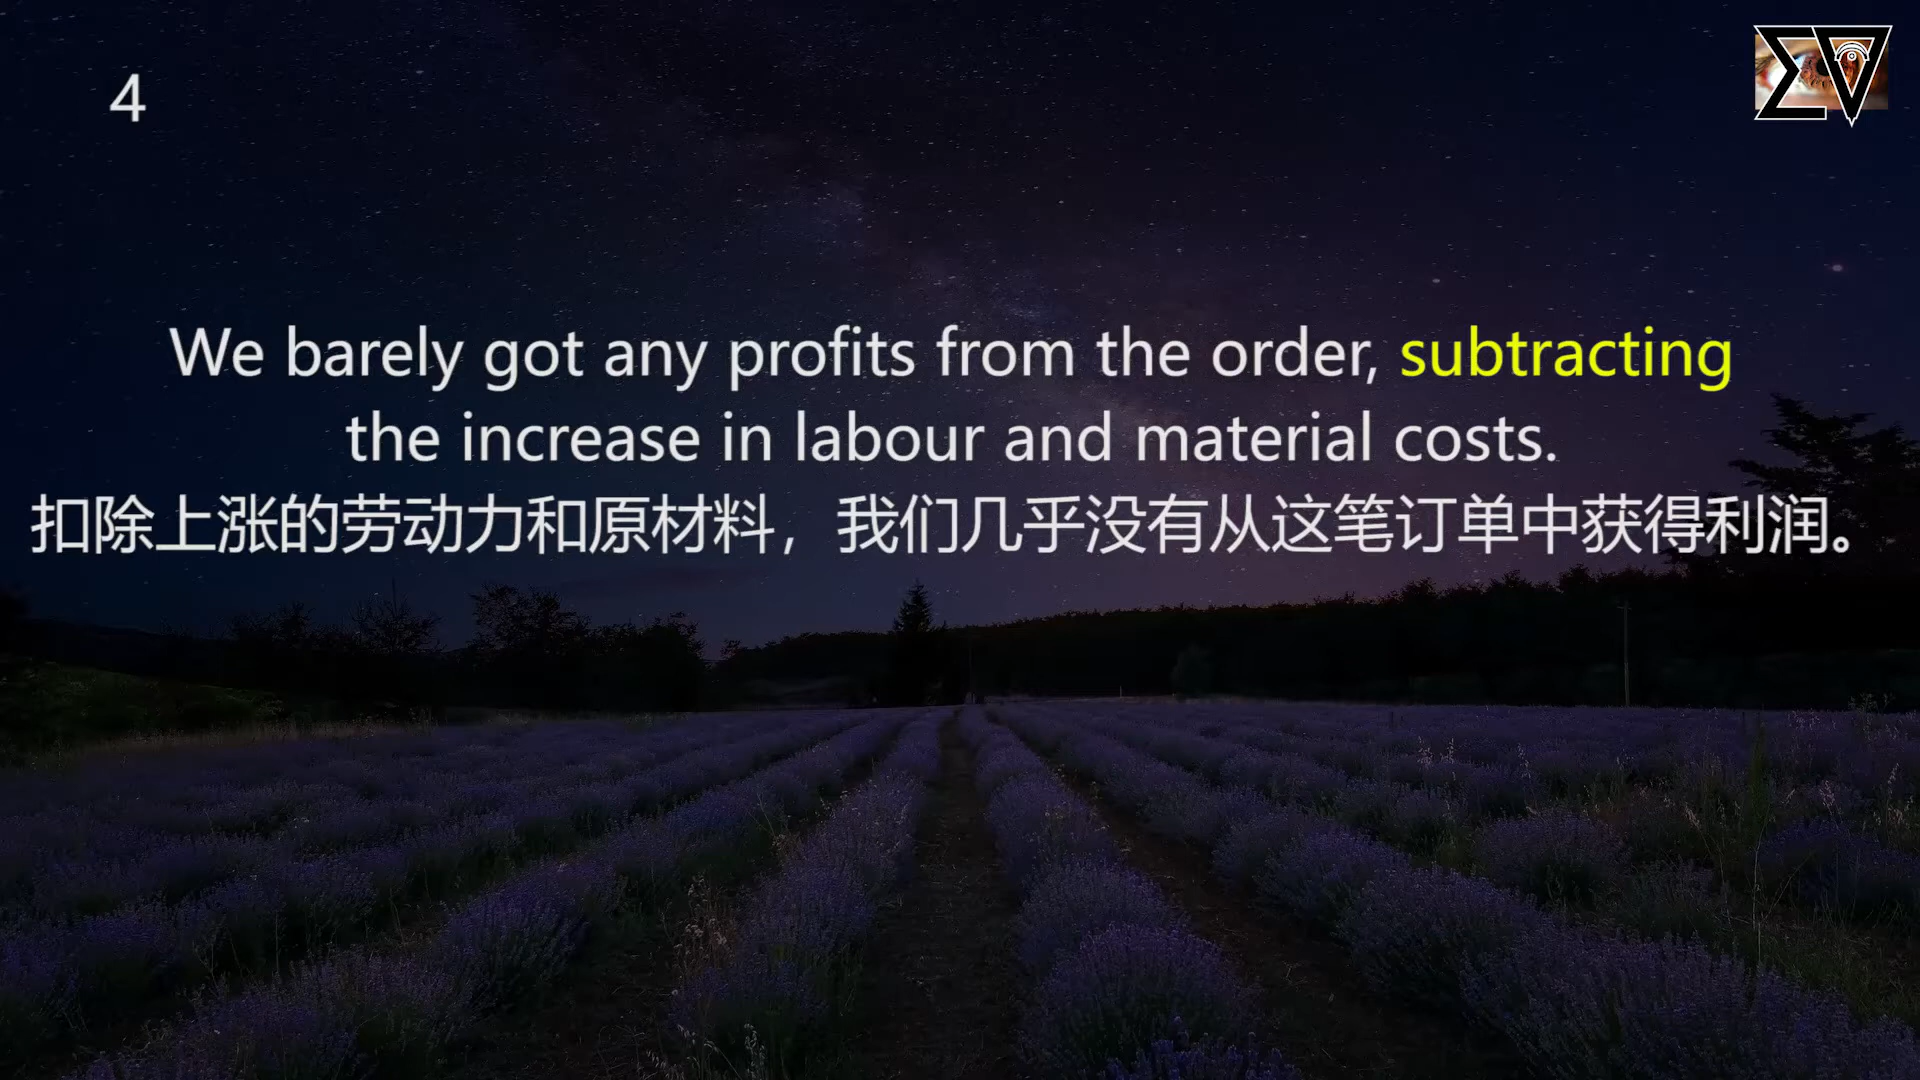 4
We barely got any profits from the order, subtracting
the increase in labour and material costs.
扣除上涨的劳动力和原材料，我们几乎没有从这笔订单中获得利润。